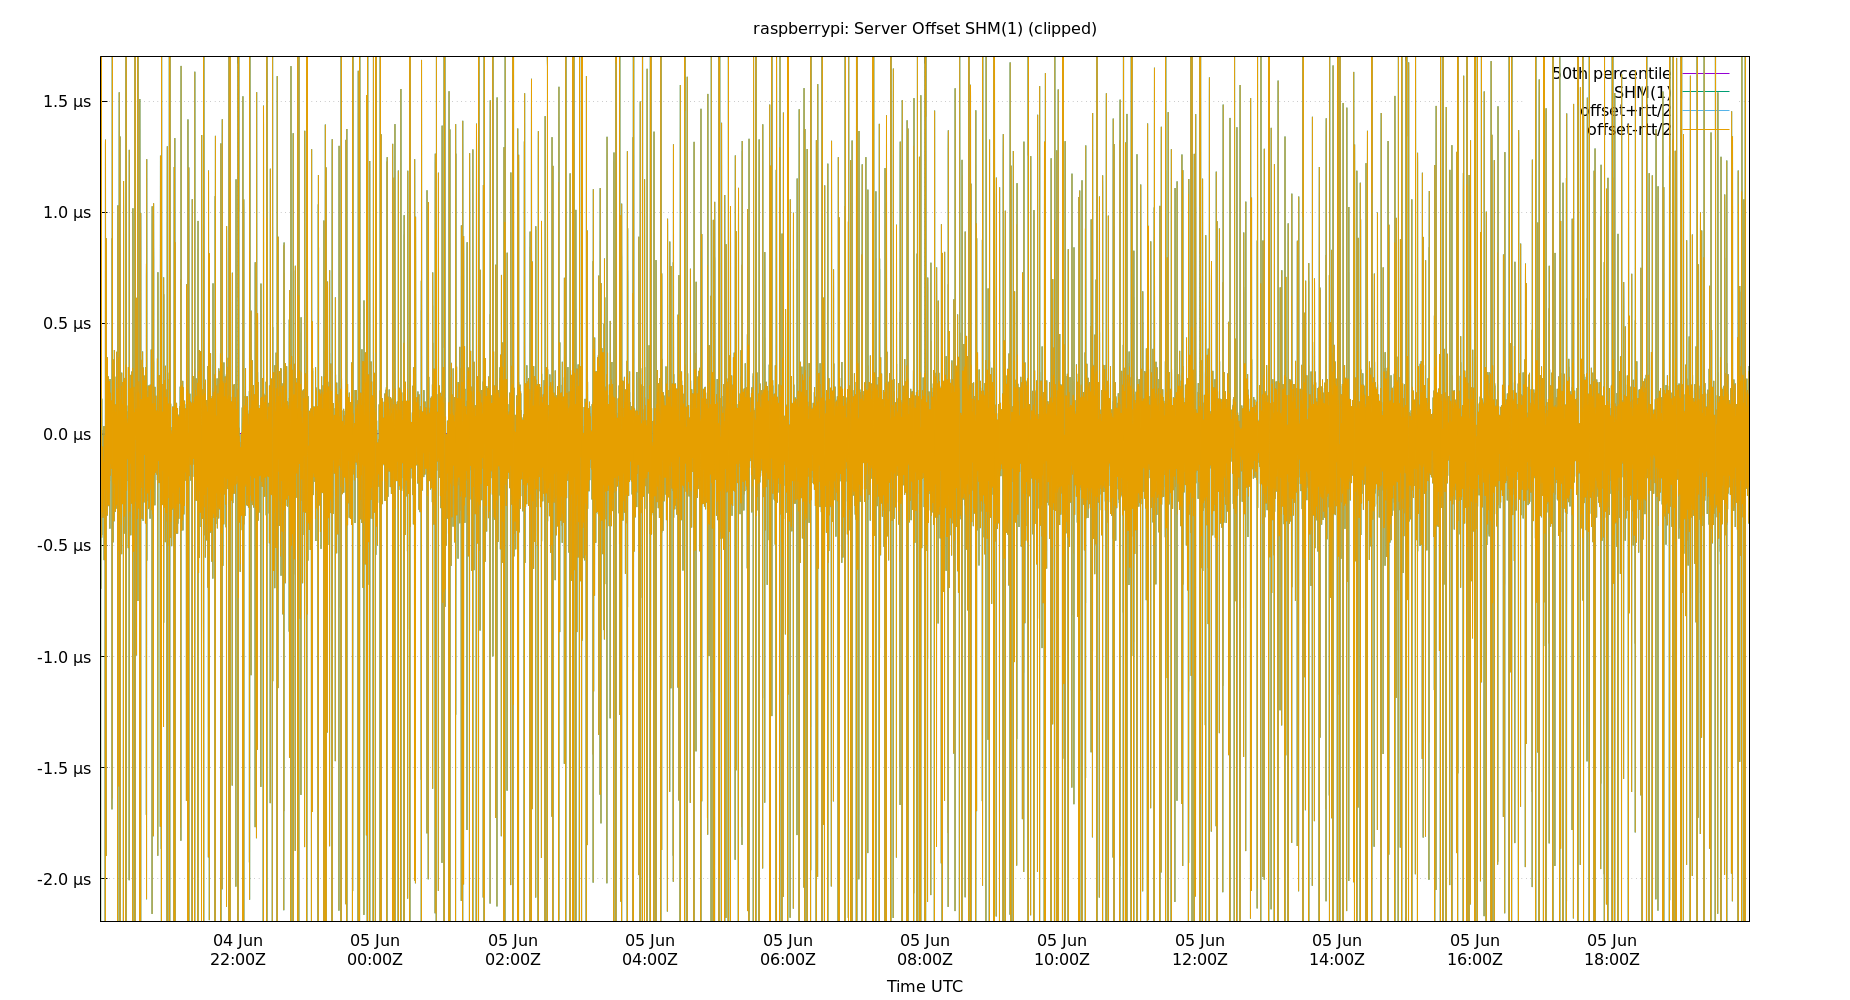 raspberrypi: Server Offset SHM(1) (clipped)
50th percentile
SHM(1)
offset+rtt/2
offset-rtt/2
1.5 µs
1.0 µs
0.5 µs
0.0 µs
-0.5 µs
-1.0 µs
-1.5 µs
-2.0 µs
04 Jun 05 Jun 05 Jun 05 Jun 05 Jun 05 Jun 05 Jun 05 Jun 05 Jun 05 Jun 05 Jun
22:00Z 00:00Z 02:00Z 04:00Z 06:00Z 08:00Z 10:00Z 12:00Z 14:00Z 16:00Z 18:00Z
Time UTC